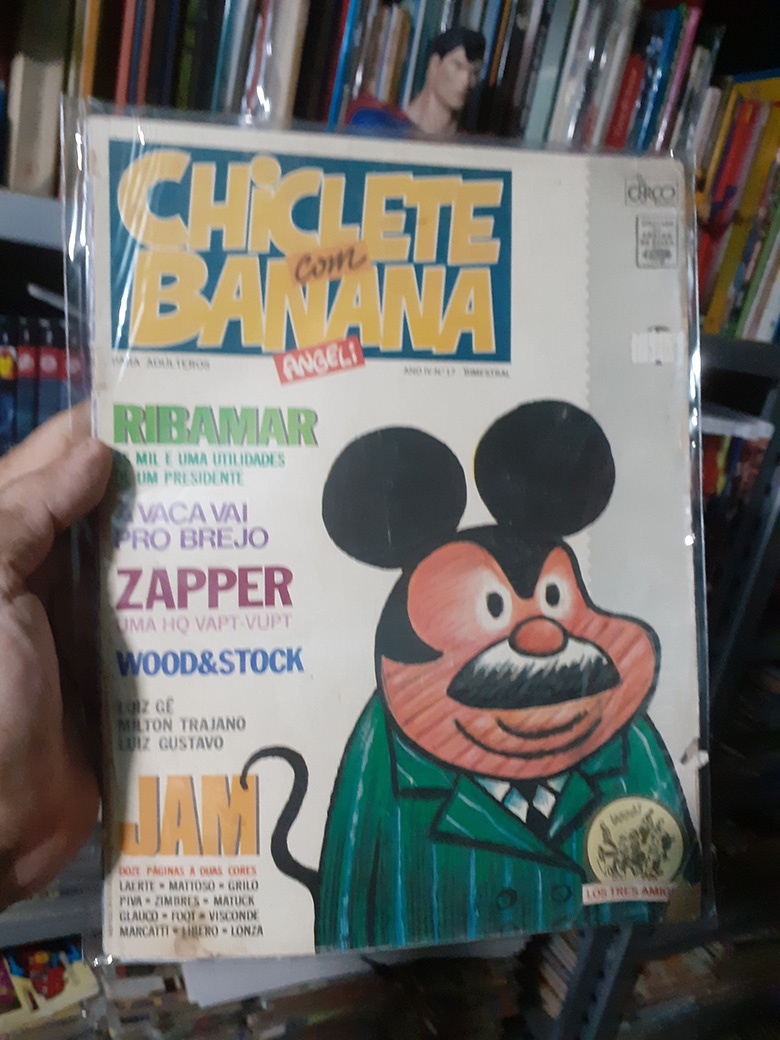 CHiCLETE
com
BANANA
ANGELi
PARA ADULTEROS
ANO IV Nº 17 - BIMESTRAL
CIRCO
RIBAMAR
MIL E UMA UTILIDADES
UM PRESIDENTE
A VACA VAI
PRO BREJO
ZAPPER
UMA HQ VAPT-VUPT
WOOD&STOCK
LUIZ GÊ
MILTON TRAJANO
LUIZ GUSTAVO
JAM
DOZE PÁGINAS A DUAS CORES
LAERTE • MATTOSO • GRILO
PIVA • ZIMBRES • MATUCK
GLAUCO • FOOT • VISCONDE
MARCATTI • LIBERO • LONZA
LOS TRES AMIG